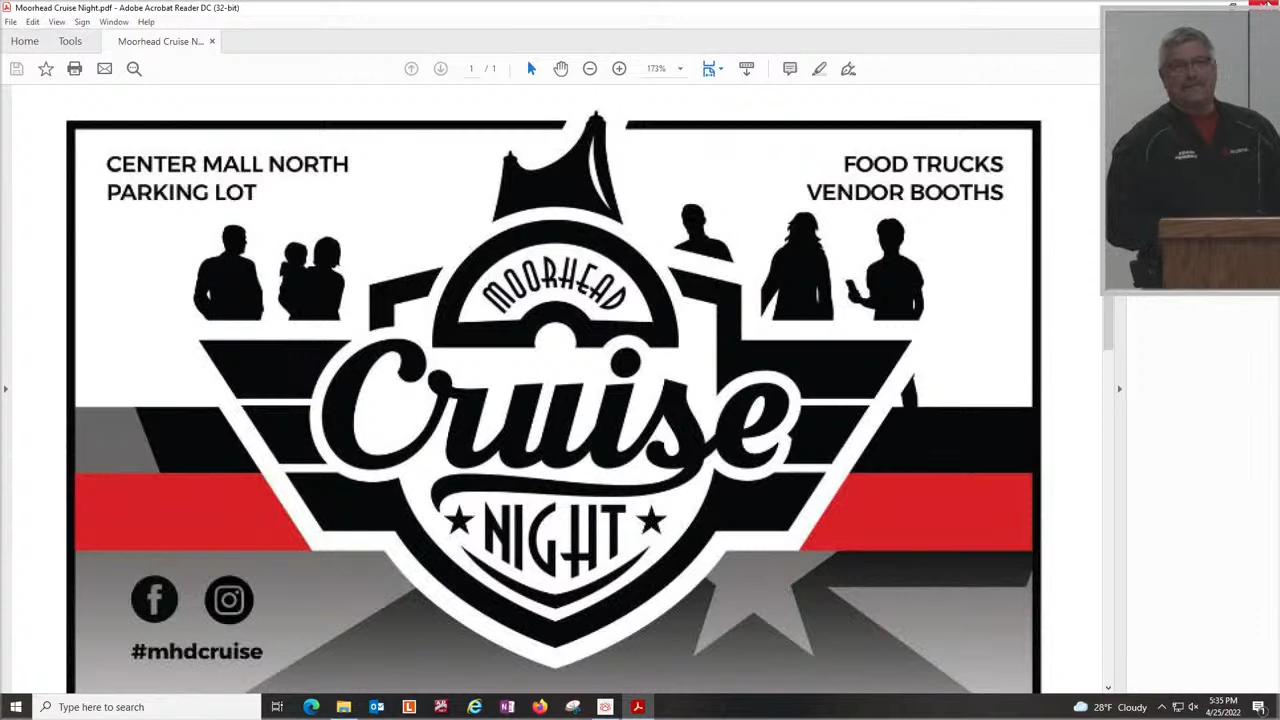 Moorhead Cruise Night.pdf - Adobe Acrobat Reader DC (32-bit)
File Edit View Sign Window Help
Home Tools Moorhead Cruise N... ×
1 / 1 173%
CENTER MALL NORTH
PARKING LOT
FOOD TRUCKS
VENDOR BOOTHS
MOORHEAD
Cruise
NIGHT
#mhdcruise
Type here to search
28°F Cloudy
5:35 PM
4/25/2022